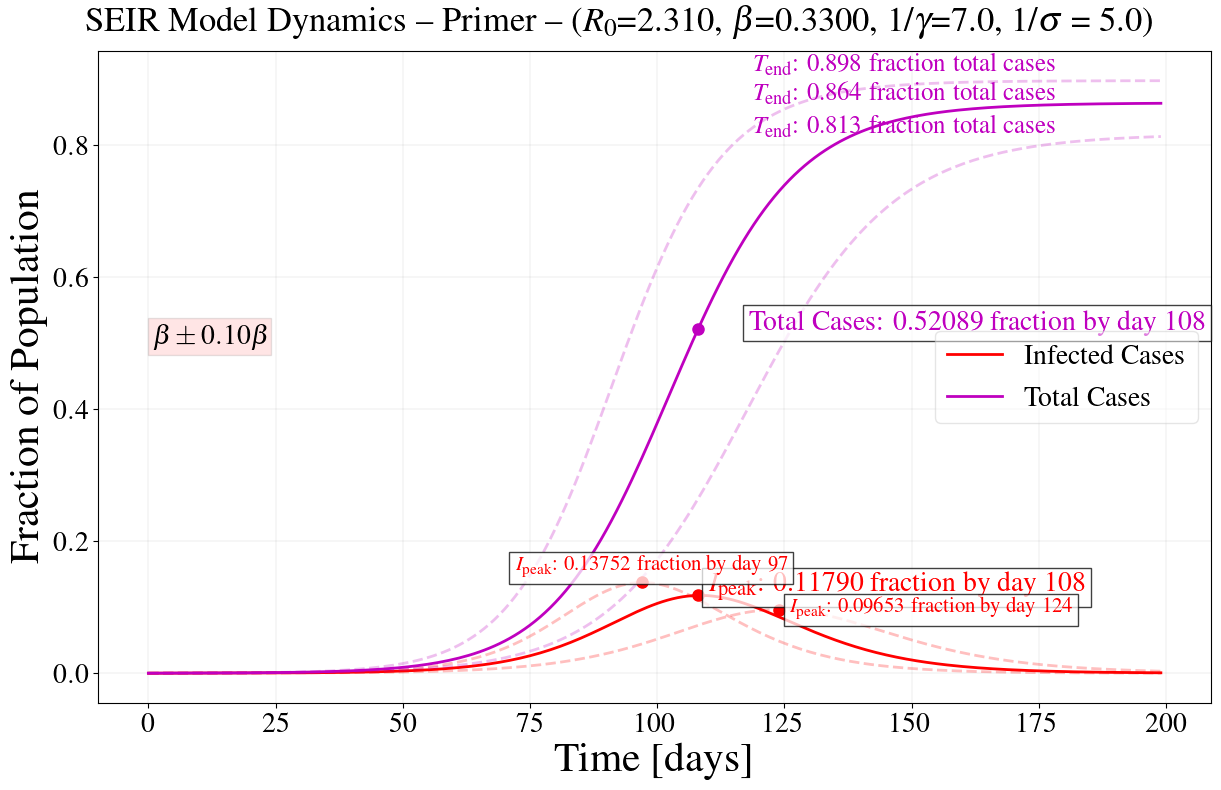 SEIR Model Dynamics – Primer – (R₀=2.310, β=0.3300, 1/γ=7.0, 1/σ = 5.0)
T_end: 0.898 fraction total cases
T_end: 0.864 fraction total cases
T_end: 0.813 fraction total cases
Total Cases: 0.52089 fraction by day 108
β ± 0.10β
Infected Cases
Total Cases
I_peak: 0.13752 fraction by day 97
I_peak: 0.11790 fraction by day 108
I_peak: 0.09653 fraction by day 124
Fraction of Population
0.8
0.6
0.4
0.2
0.0
0 25 50 75 100 125 150 175 200
Time [days]